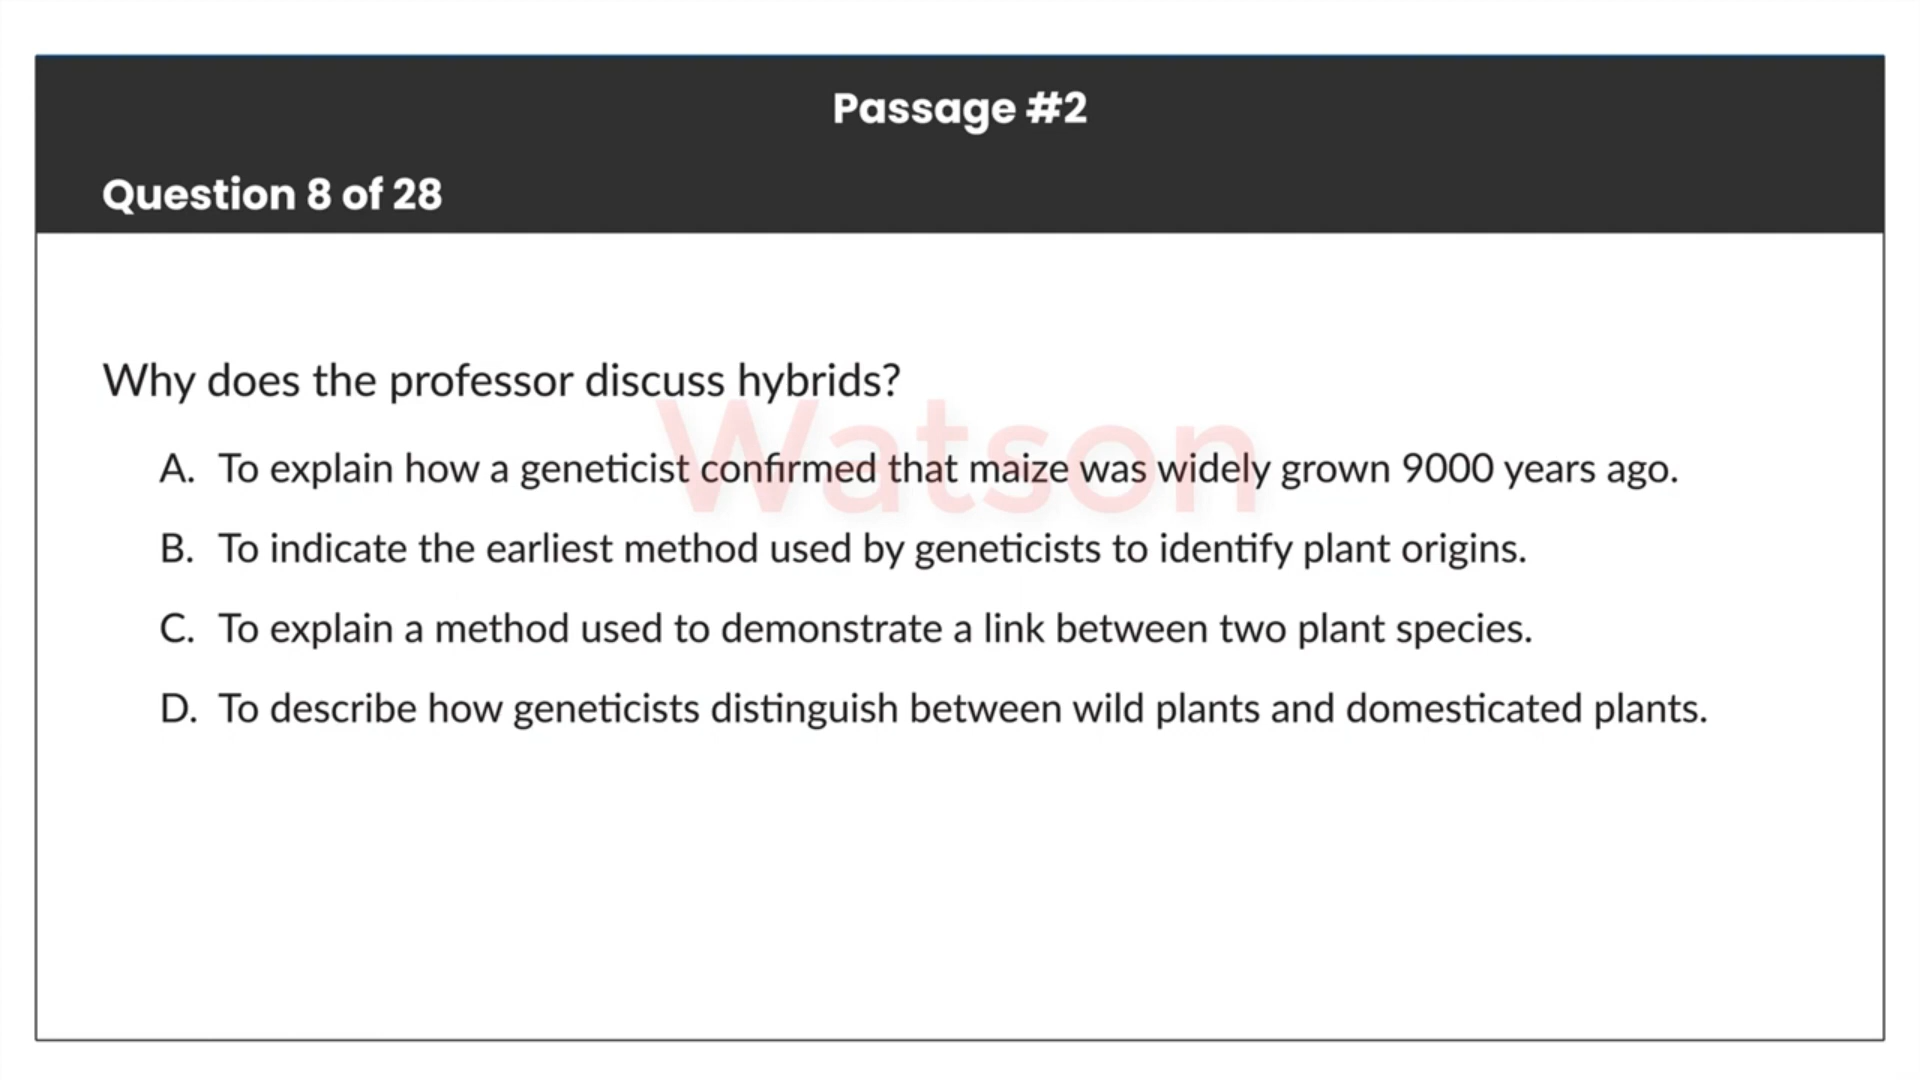 Passage #2
Question 8 of 28
Why does the professor discuss hybrids?
Watson
A. To explain how a geneticist confirmed that maize was widely grown 9000 years ago.
B. To indicate the earliest method used by geneticists to identify plant origins.
C. To explain a method used to demonstrate a link between two plant species.
D. To describe how geneticists distinguish between wild plants and domesticated plants.